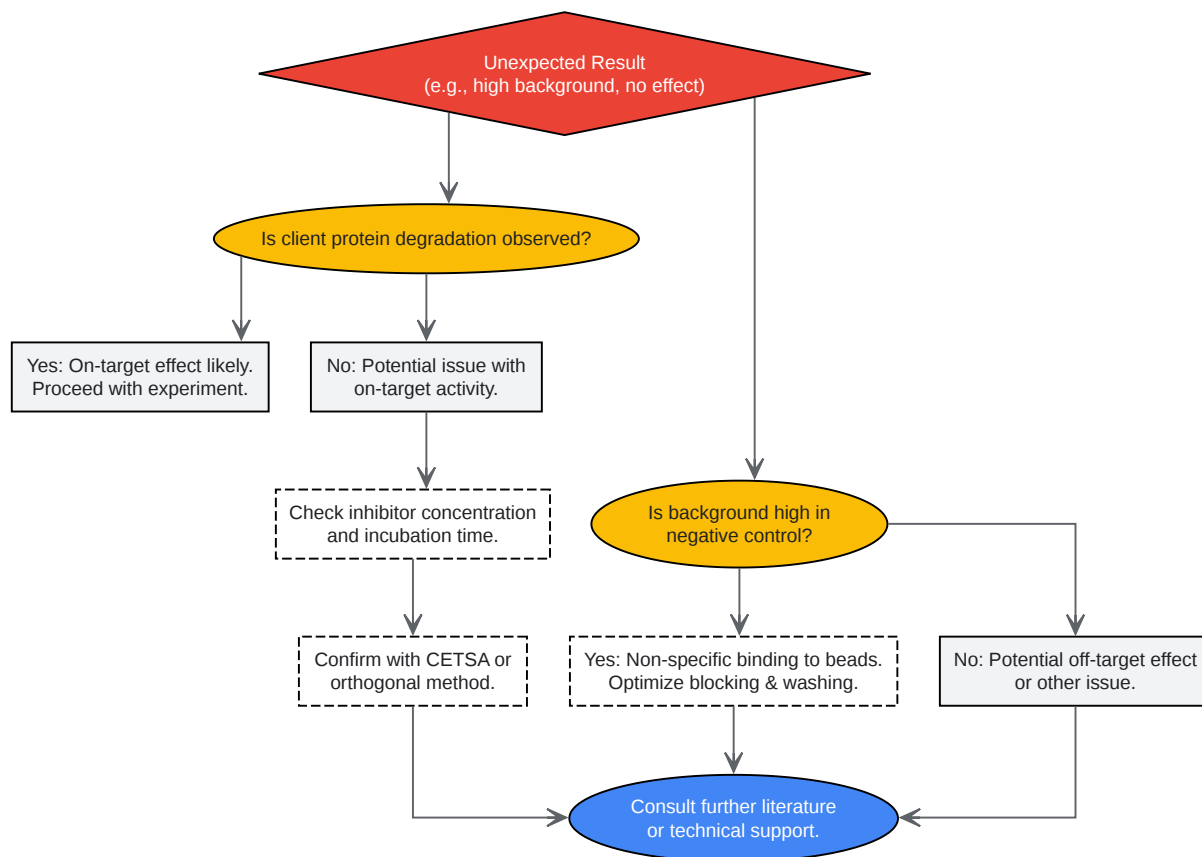 Unexpected Result
(e.g., high background, no effect)
Is client protein degradation observed?
Yes: On-target effect likely.
Proceed with experiment.
No: Potential issue with
on-target activity.
Check inhibitor concentration
and incubation time.
Is background high in
negative control?
Confirm with CETSA or
orthogonal method.
Yes: Non-specific binding to beads.
Optimize blocking & washing.
No: Potential off-target effect
or other issue.
Consult further literature
or technical support.